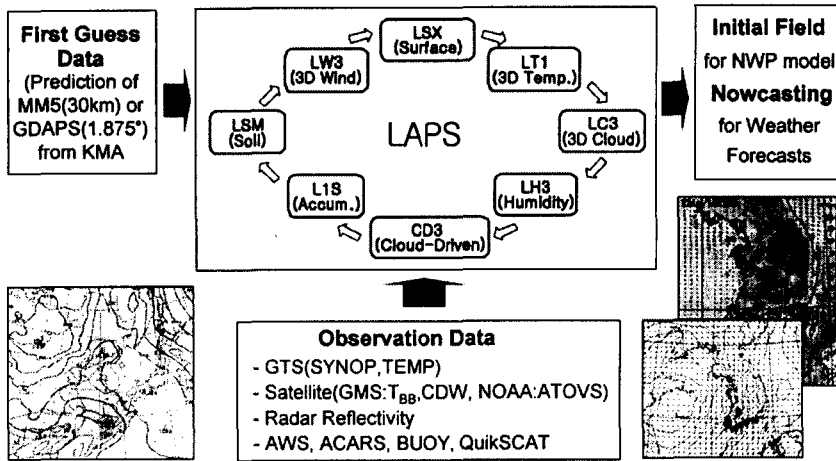 First Guess
Data
(Prediction of
MM5(30km) or
GDAPS(1.875°)
from KMA
LAPS
LSX
(Surface)
LT1
(3D Temp.)
LC3
(3D Cloud)
LH3
(Humidity)
CD3
(Cloud-Driven)
L1S
(Accum.)
LSM
(Soil)
LW3
(3D Wind)
Initial Field
for NWP model
Nowcasting
for Weather
Forecasts
Observation Data
- GTS(SYNOP,TEMP)
- Satellite(GMS:TBB,CDW, NOAA:ATOVS)
- Radar Reflectivity
- AWS, ACARS, BUOY, QuikSCAT